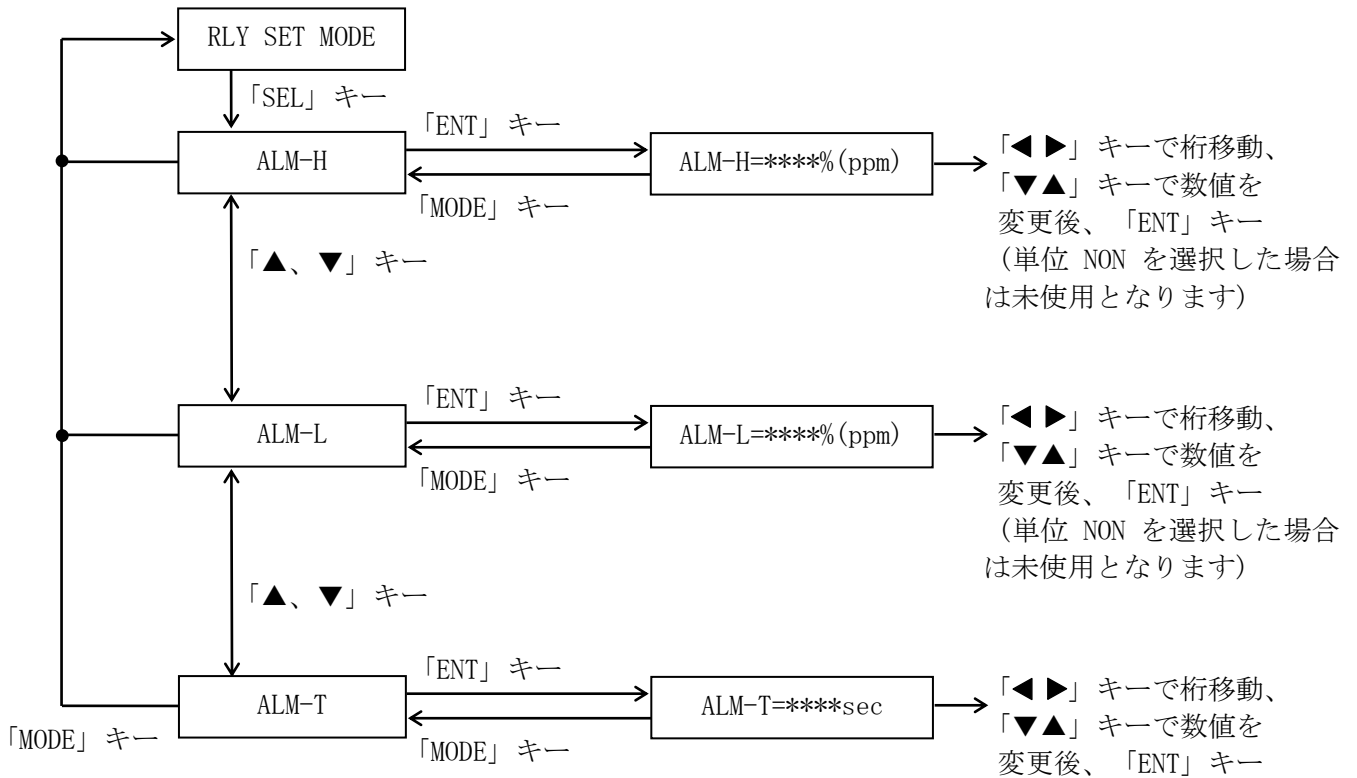 RLY SET MODE
「SEL」キー
ALM-H
「ENT」キー
「MODE」キー
ALM-H=****%(ppm)
「◀ ▶」キーで桁移動、
「▼▲」キーで数値を
変更後、「ENT」キー
(単位 NON を選択した場合
は未使用となります)
「▲、▼」キー
ALM-L
「ENT」キー
「MODE」キー
ALM-L=****%(ppm)
「◀ ▶」キーで桁移動、
「▼▲」キーで数値を
変更後、「ENT」キー
(単位 NON を選択した場合
は未使用となります)
「▲、▼」キー
ALM-T
「ENT」キー
「MODE」キー
ALM-T=****sec
「◀ ▶」キーで桁移動、
「▼▲」キーで数値を
変更後、「ENT」キー
「MODE」キー